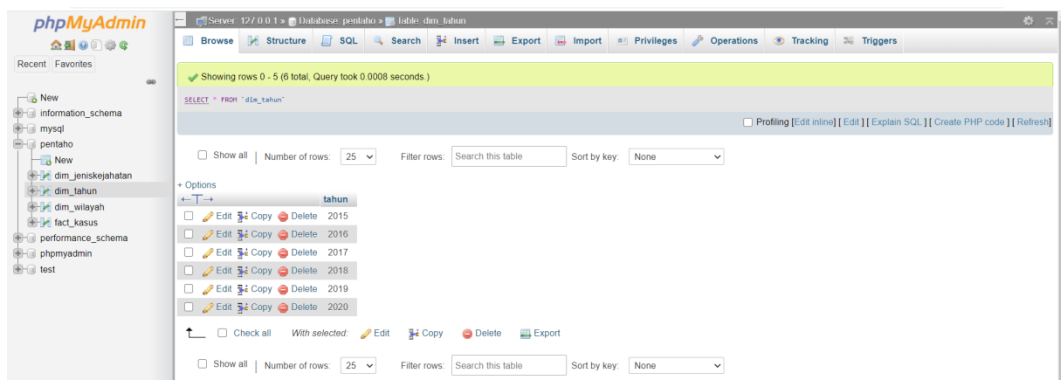 phpMyAdmin
Recent Favorites
New
information_schema
mysql
pentaho
New
dim_jeniskejahatan
dim_tahun
dim_wilayah
fact_kasus
performance_schema
phpmyadmin
test
Server: 127.0.0.1 » Database: pentaho » Table: dim_tahun
Browse Structure SQL Search Insert Export Import Privileges Operations Tracking Triggers
Showing rows 0 - 5 (6 total, Query took 0.0008 seconds.)
SELECT * FROM `dim_tahun`
Profiling [Edit inline] [ Edit ] [ Explain SQL ] [ Create PHP code ] [ Refresh]
Show all | Number of rows: 25 Filter rows: Search this table Sort by key: None
+ Options
←T→ tahun
Edit Copy Delete 2015
Edit Copy Delete 2016
Edit Copy Delete 2017
Edit Copy Delete 2018
Edit Copy Delete 2019
Edit Copy Delete 2020
Check all With selected: Edit Copy Delete Export
Show all | Number of rows: 25 Filter rows: Search this table Sort by key: None